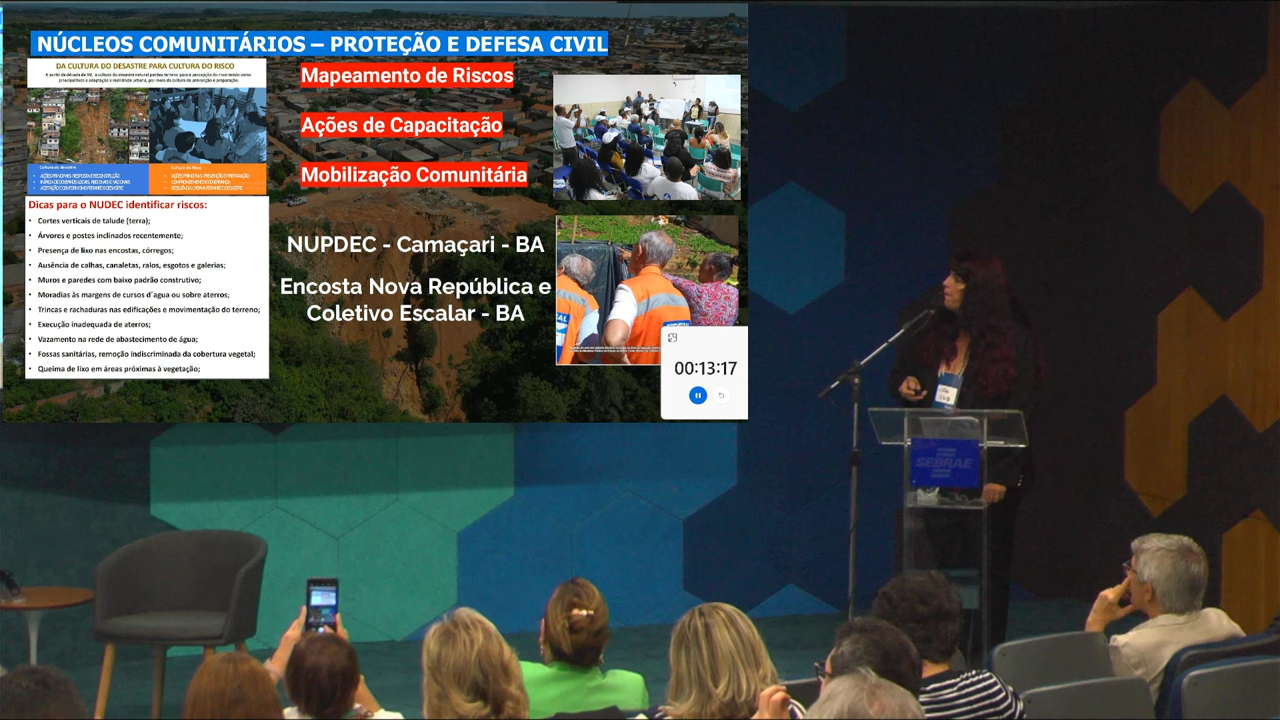 NÚCLEOS COMUNITÁRIOS – PROTEÇÃO E DEFESA CIVIL
DA CULTURA DO DESASTRE PARA CULTURA DO RISCO
Mapeamento de Riscos
Ações de Capacitação
Mobilização Comunitária
Dicas para o NUDEC identificar riscos:
• Cortes verticais de talude (terra);
• Árvores e postes inclinados recentemente;
• Presença de lixo nas encostas, córregos;
• Ausência de calhas, canaletas, ralos, esgotos e galerias;
• Muros e paredes com baixo padrão construtivo;
• Moradias às margens de cursos d´agua ou sobre aterros;
• Trincas e rachaduras nas edificações e movimentação do terreno;
• Execução inadequada de aterros;
• Vazamento na rede de abastecimento de água;
• Fossas sanitárias, remoção indiscriminada da cobertura vegetal;
• Queima de lixo em áreas próximas à vegetação;
NUPDEC - Camaçari - BA
Encosta Nova República e
Coletivo Escalar - BA
00:13:17
SEBRAE